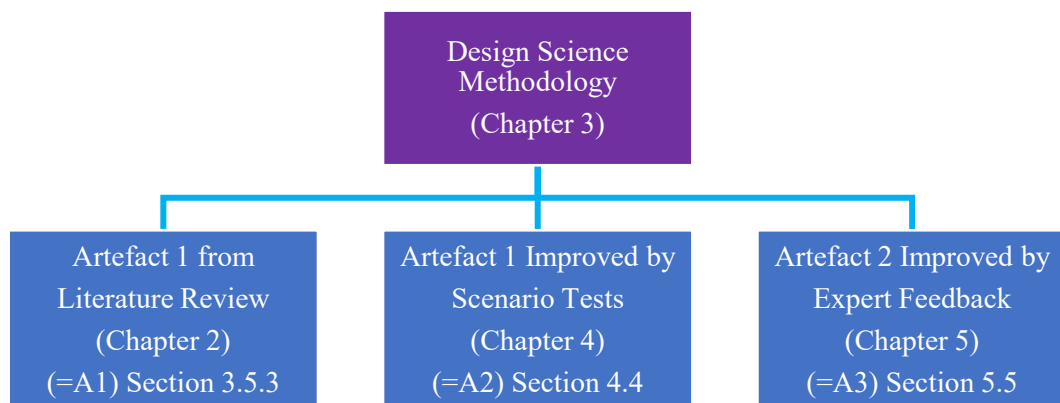 Design Science
Methodology
(Chapter 3)
Artefact 1 from
Literature Review
(Chapter 2)
(=A1) Section 3.5.3
Artefact 1 Improved by
Scenario Tests
(Chapter 4)
(=A2) Section 4.4
Artefact 2 Improved by
Expert Feedback
(Chapter 5)
(=A3) Section 5.5